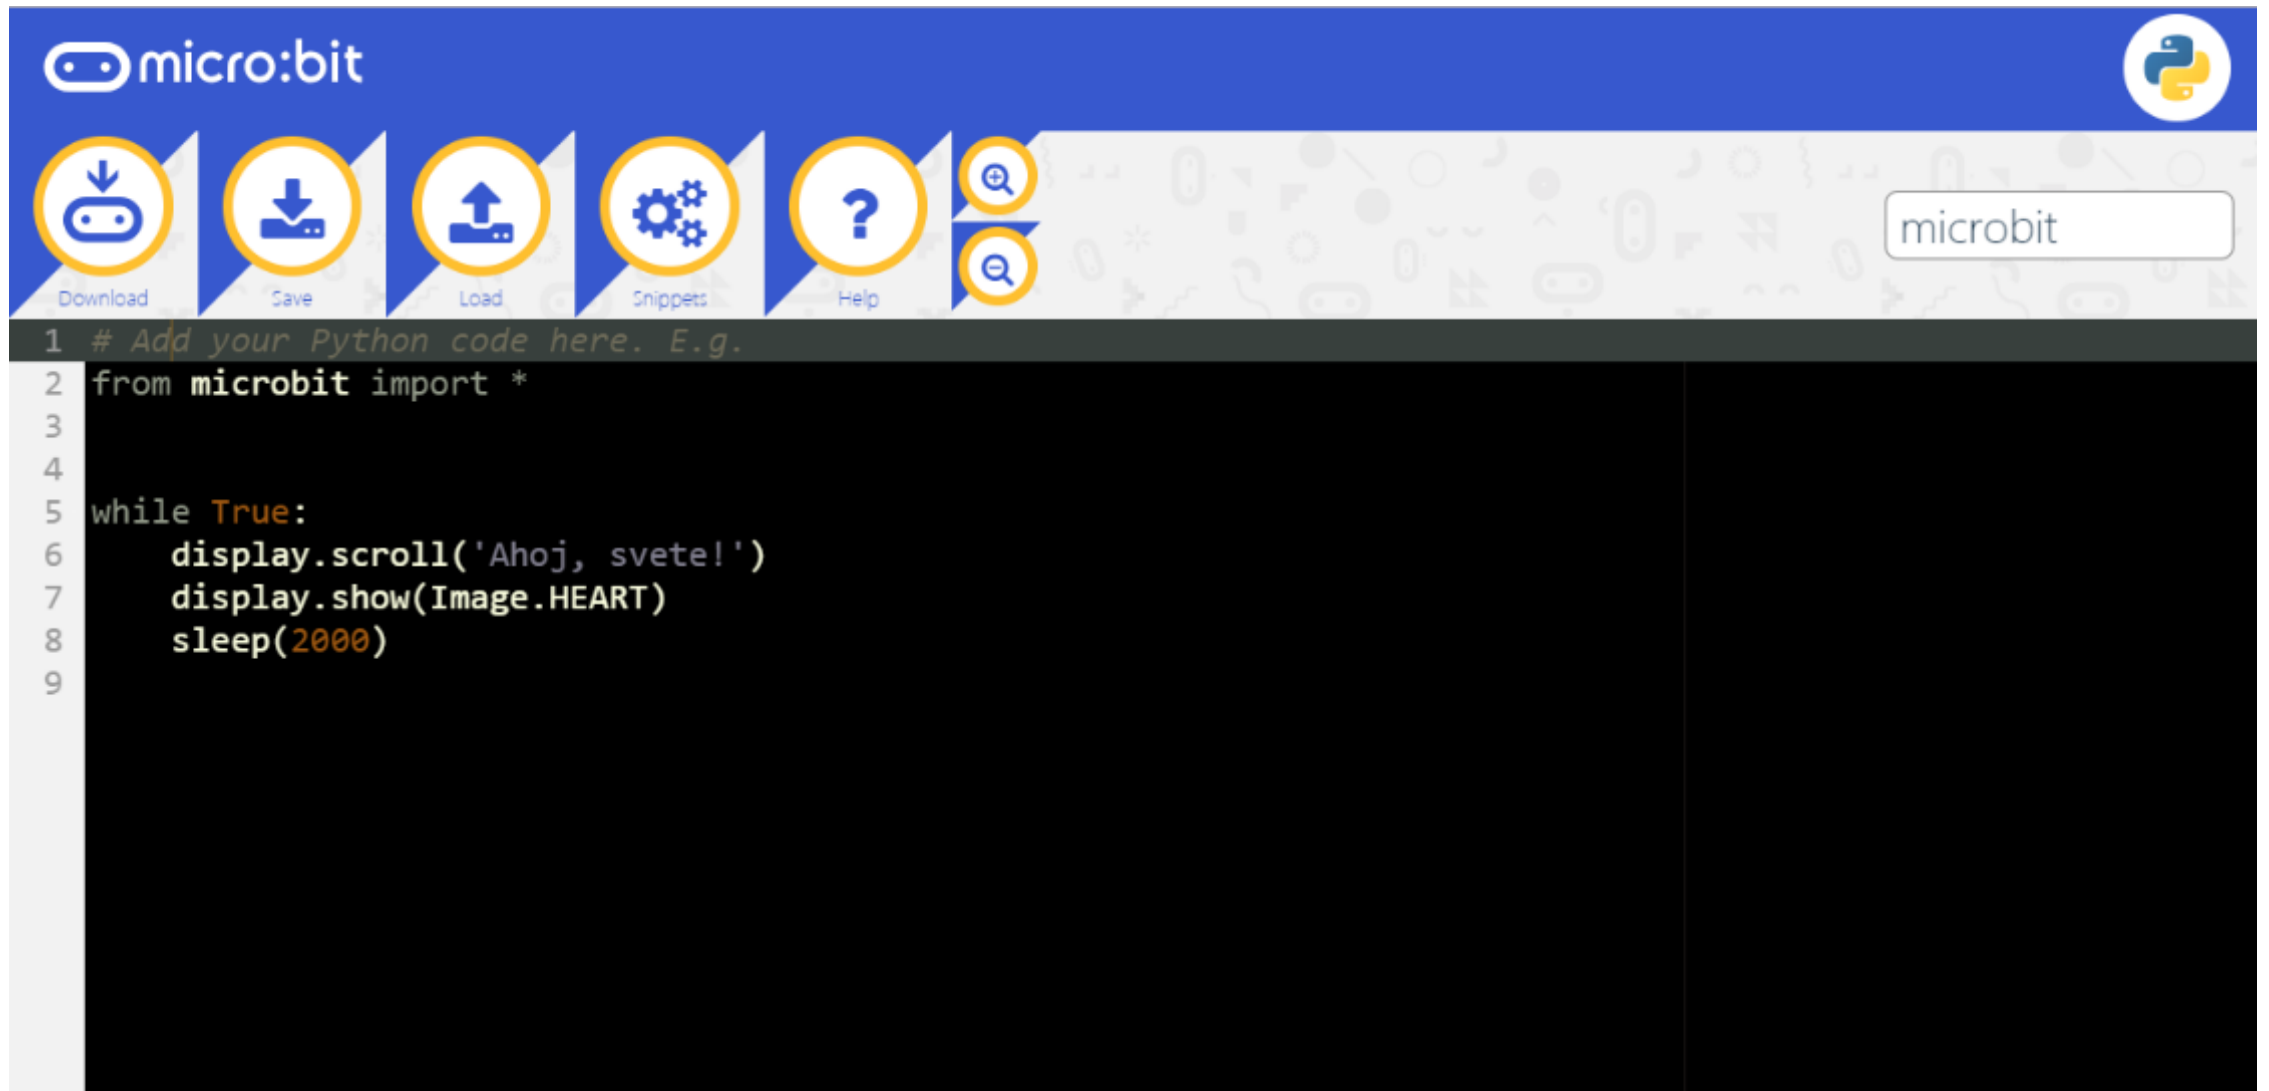 micro:bit
Download
Save
Load
Snippets
Help
microbit
1 # Add your Python code here. E.g.
2 from microbit import *
3
4
5 while True:
6     display.scroll('Ahoj, svete!')
7     display.show(Image.HEART)
8     sleep(2000)
9